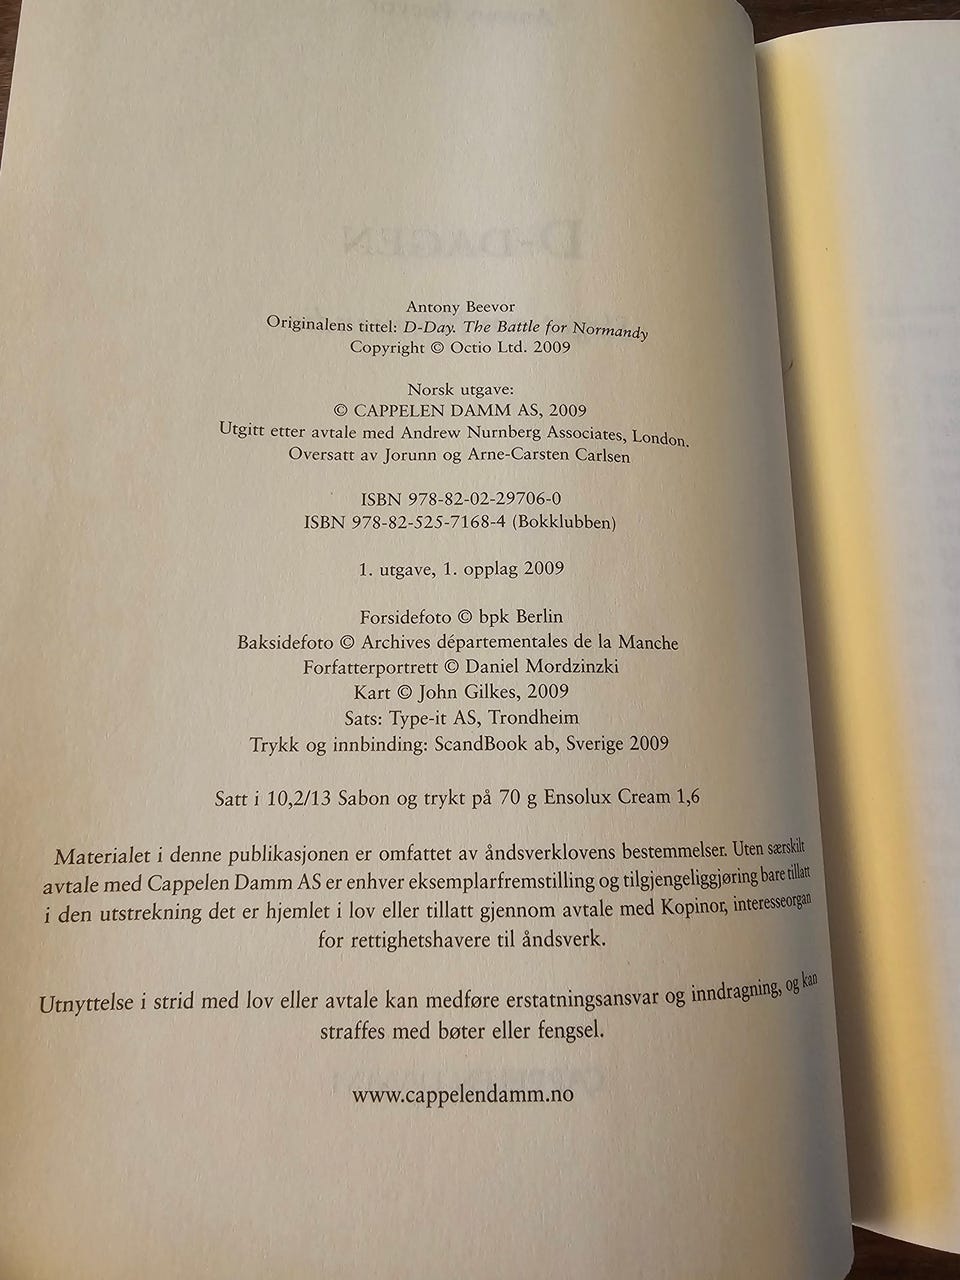 Antony Beevor
Originalens tittel: D-Day. The Battle for Normandy
Copyright © Octio Ltd. 2009
Norsk utgave:
© CAPPELEN DAMM AS, 2009
Utgitt etter avtale med Andrew Nurnberg Associates, London.
Oversatt av Jorunn og Arne-Carsten Carlsen
ISBN 978-82-02-29706-0
ISBN 978-82-525-7168-4 (Bokklubben)
1. utgave, 1. opplag 2009
Forsidefoto © bpk Berlin
Baksidefoto © Archives départementales de la Manche
Forfatterportrett © Daniel Mordzinzki
Kart © John Gilkes, 2009
Sats: Type-it AS, Trondheim
Trykk og innbinding: ScandBook ab, Sverige 2009
Satt i 10,2/13 Sabon og trykt på 70 g Ensolux Cream 1,6
Materialet i denne publikasjonen er omfattet av åndsverklovens bestemmelser. Uten særskilt
avtale med Cappelen Damm AS er enhver eksemplarfremstilling og tilgjengeliggjøring bare tillatt
i den utstrekning det er hjemlet i lov eller tillatt gjennom avtale med Kopinor, interesseorgan
for rettighetshavere til åndsverk.
Utnyttelse i strid med lov eller avtale kan medføre erstatningsansvar og inndragning, og kan
straffes med bøter eller fengsel.
www.cappelendamm.no